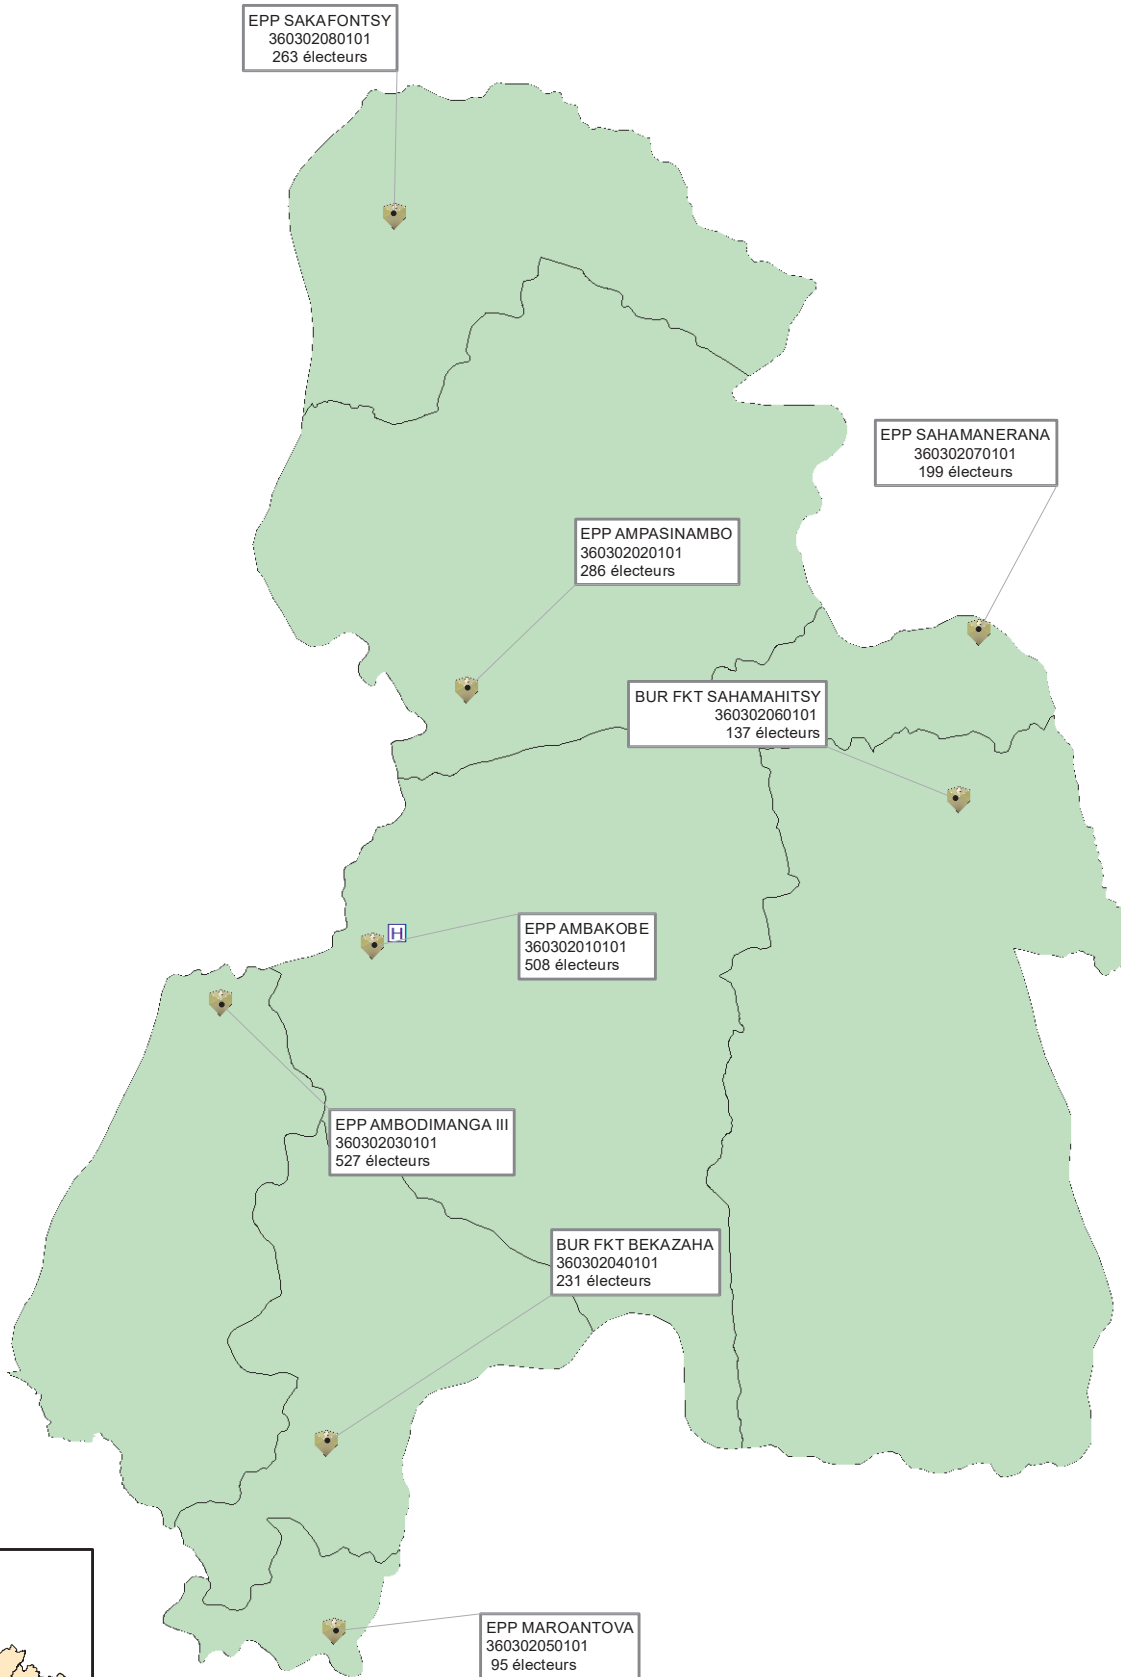 EPP SAKAFONTSY
360302080101
263 électeurs
EPP SAHAMANERANA
360302070101
199 électeurs
EPP AMPASINAMBO
360302020101
286 électeurs
BUR FKT SAHAMAHITSY
360302060101
137 électeurs
EPP AMBAKOBE
360302010101
508 électeurs
H
EPP AMBODIMANGA III
360302030101
527 électeurs
BUR FKT BEKAZAHA
360302040101
231 électeurs
EPP MAROANTOVA
360302050101
95 électeurs